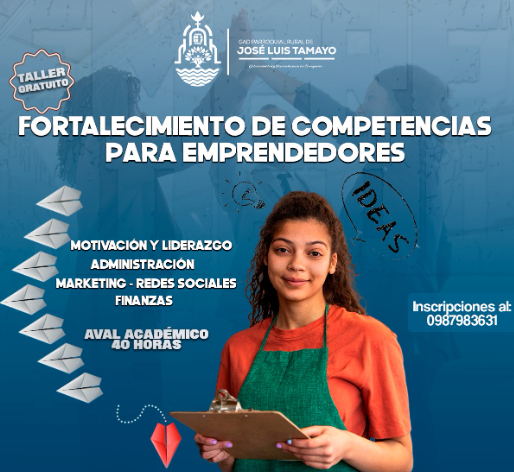 GAD PARROQUIAL RURAL DE
JOSÉ LUIS TAMAYO
TALLER
GRATUITO
FORTALECIMIENTO DE COMPETENCIAS
PARA EMPRENDEDORES
IDEAS
MOTIVACIÓN Y LIDERAZGO
ADMINISTRACIÓN
MARKETING - REDES SOCIALES
FINANZAS
AVAL ACADÉMICO
40 HORAS
Inscripciones al:
0987983631